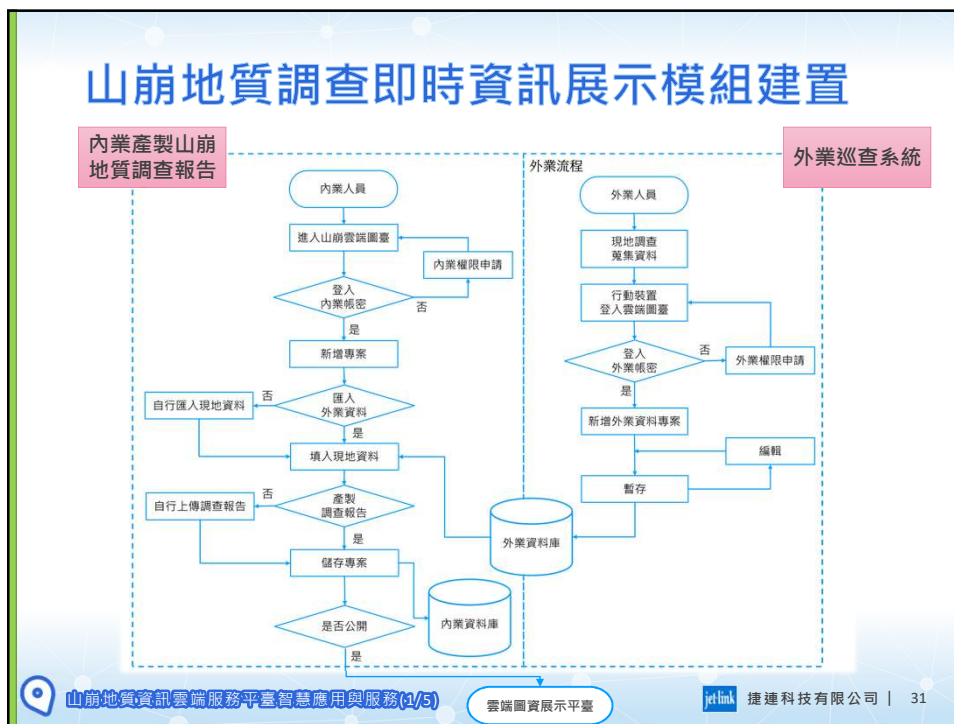 山崩地質調查即時資訊展示模組建置
內業產製山崩
地質調查報告
內業人員
進入山崩雲端圖臺
內業權限申請
登入
內業帳密
否
是
新增專案
匯入
外業資料
否
自行匯入現地資料
是
填入現地資料
產製
調查報告
否
自行上傳調查報告
是
儲存專案
是否公開
內業資料庫
是
雲端圖資展示平臺
外業流程
外業巡查系統
外業人員
現地調查
蒐集資料
行動裝置
登入雲端圖臺
登入
外業帳密
否
外業權限申請
是
新增外業資料專案
編輯
暫存
外業資料庫
山崩地質資訊雲端服務平臺智慧應用與服務(1/5)
jet-link 捷連科技有限公司 | 31